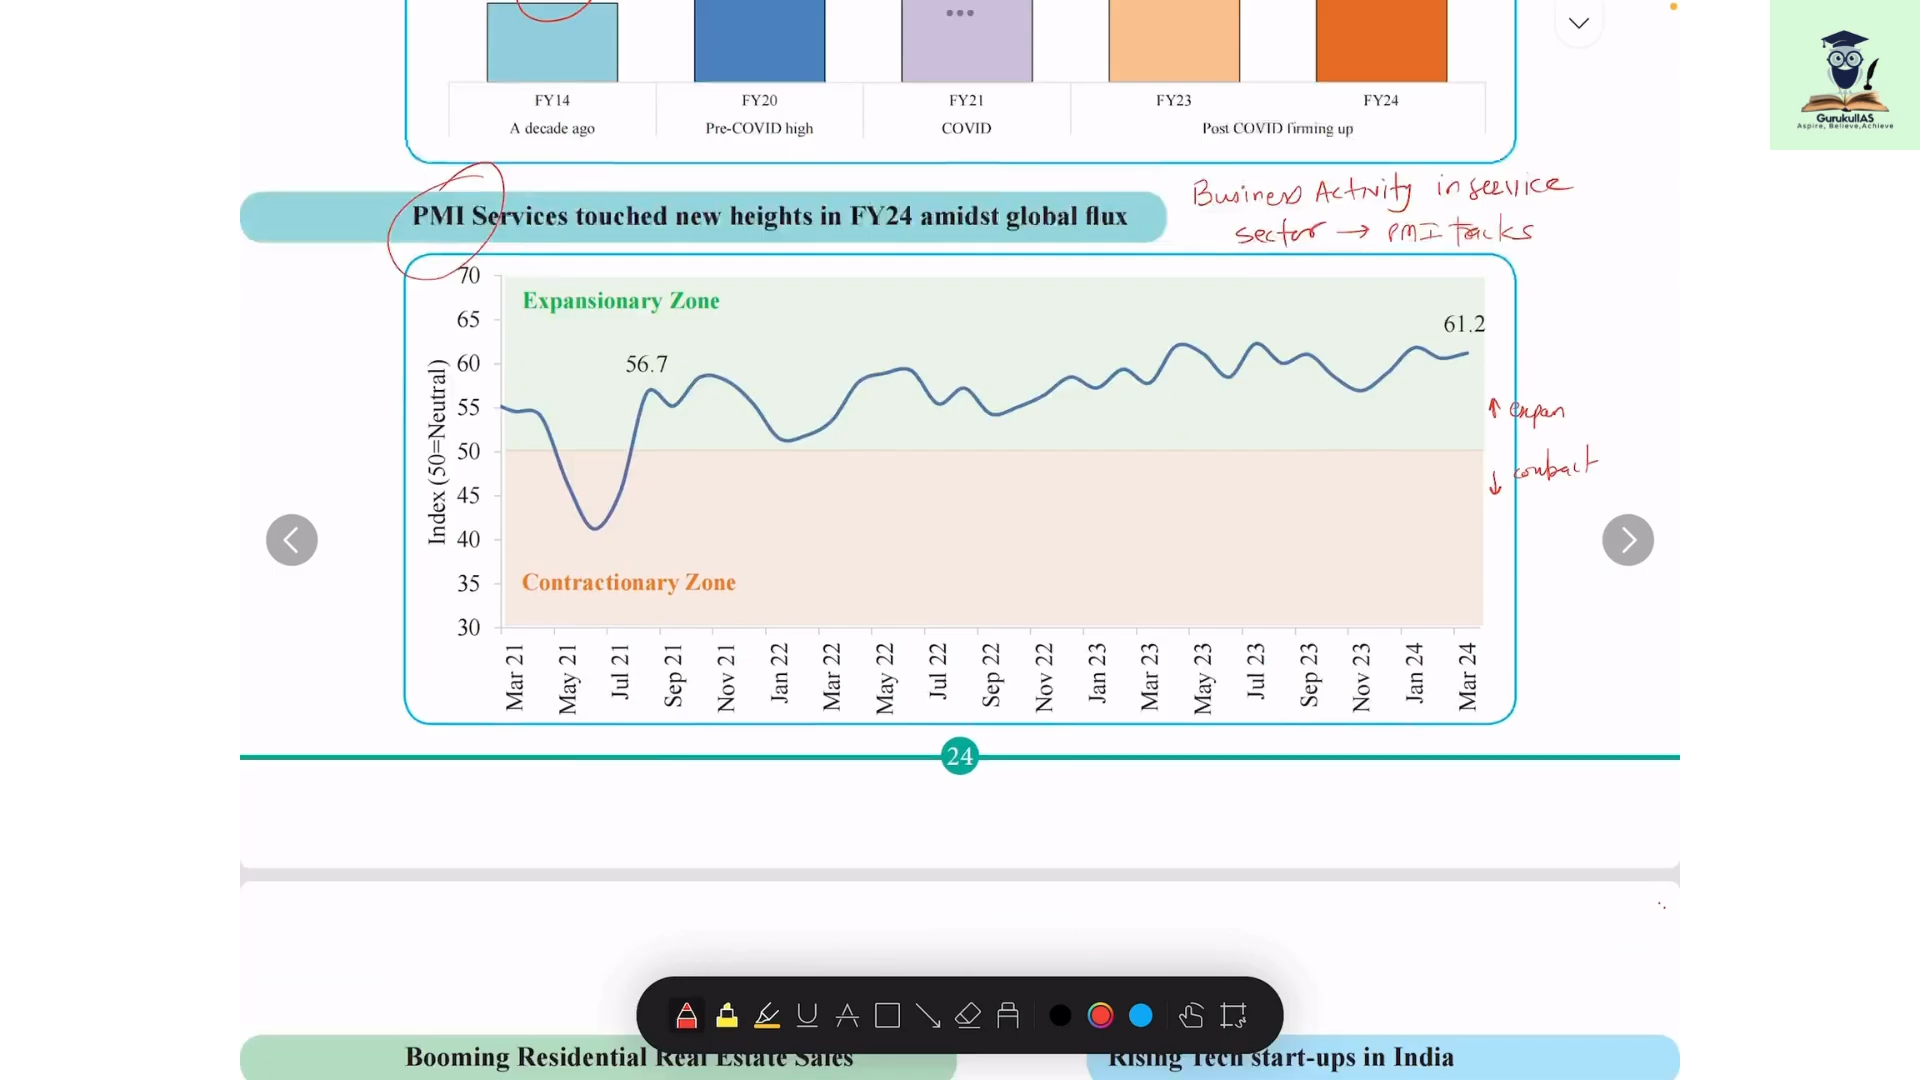 FY14
FY20
FY21
FY23
FY24
A decade ago
Pre-COVID high
COVID
Post COVID firming up
GurukulIAS
Aspire, Believe,Achieve
PMI Services touched new heights in FY24 amidst global flux
Business Activity in service
sector → PMI tracks
70
65
60
55
50
45
40
35
30
Index (50=Neutral)
Expansionary Zone
56.7
61.2
↑ expan
↓ contract
Contractionary Zone
Mar 21
May 21
Jul 21
Sep 21
Nov 21
Jan 22
Mar 22
May 22
Jul 22
Sep 22
Nov 22
Jan 23
Mar 23
May 23
Jul 23
Sep 23
Nov 23
Jan 24
Mar 24
24
Booming Residential Real Estate Sales
Rising Tech start-ups in India